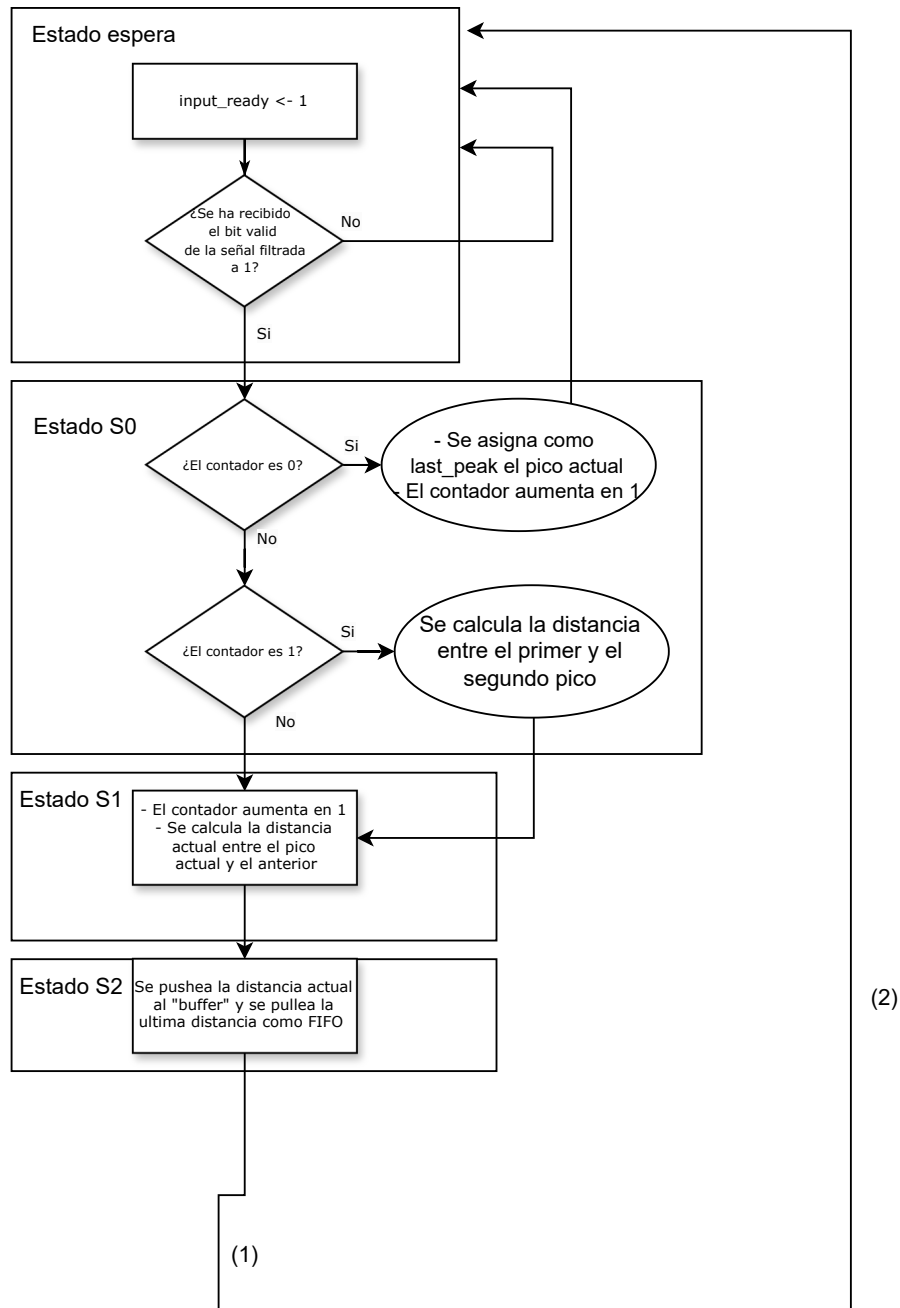 Estado espera
input_ready <- 1
¿Se ha recibido
el bit valid
de la señal filtrada
a 1?
No
Si
Estado S0
¿El contador es 0?
Si
- Se asigna como
last_peak el pico actual
- El contador aumenta en 1
No
¿El contador es 1?
Si
Se calcula la distancia
entre el primer y el
segundo pico
No
Estado S1
- El contador aumenta en 1
- Se calcula la distancia
actual entre el pico
actual y el anterior
Estado S2
Se pushea la distancia actual
al "buffer" y se pullea la
ultima distancia como FIFO
(2)
(1)